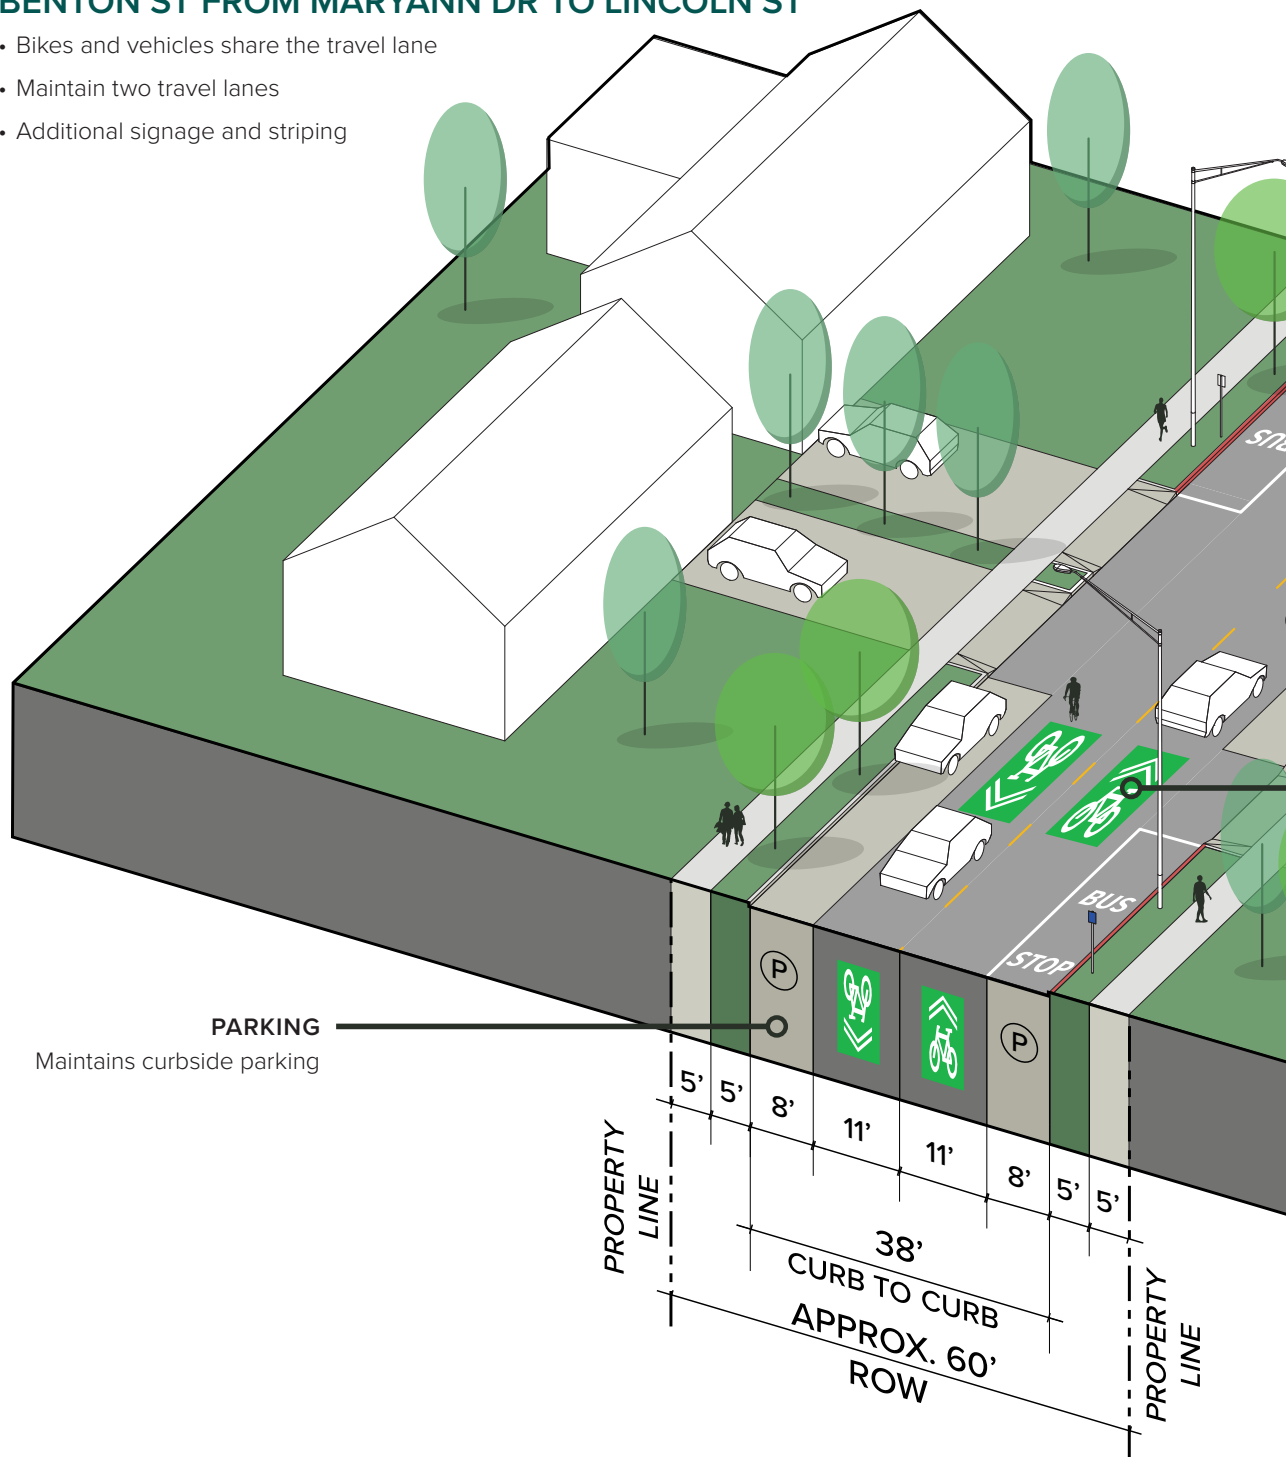 BENTON ST FROM MARYANN DR TO LINCOLN ST
• Bikes and vehicles share the travel lane
• Maintain two travel lanes
• Additional signage and striping
BUS
BUS
STOP
P
P
PARKING
Maintains curbside parking
5’
5’
8’
11’
11’
8’
5’
5’
PROPERTY
LINE
38’
CURB TO CURB
APPROX. 60’
ROW
PROPERTY
LINE